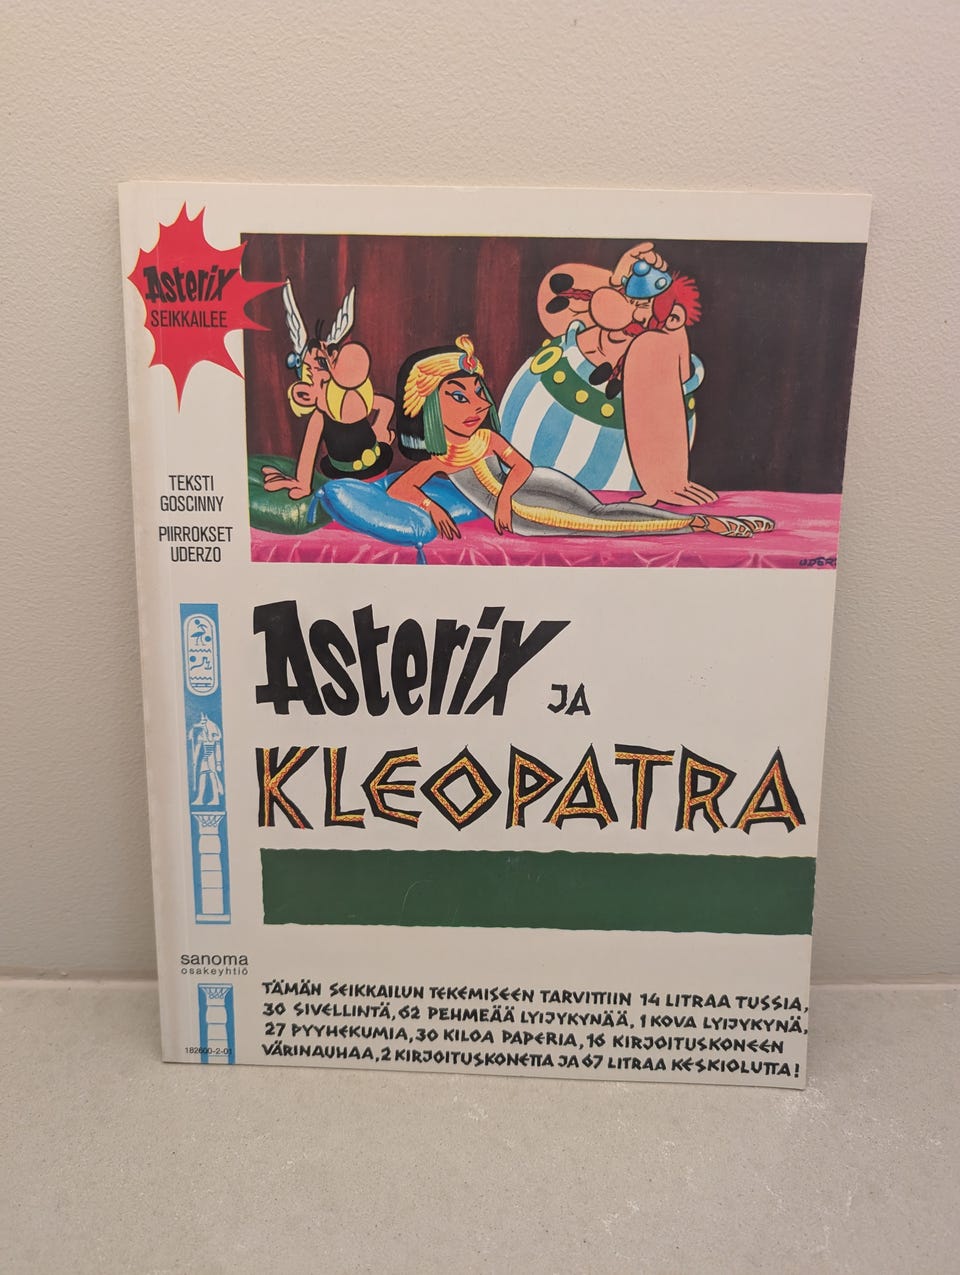 Asterix
SEIKKAILEE
TEKSTI
GOSCINNY
PIIRROKSET
UDERZO
Asterix JA
KLEOPATRA
sanoma
osakeyhtiö
182600-2-01
TÄMÄN SEIKKAILUN TEKEMISEEN TARVITTIIN 14 LITRAA TUSSIA,
30 SIVELLINTÄ, 62 PEHMEÄÄ LYIJYKYNÄÄ, 1 KOVA LYIJYKYNÄ,
27 PYYHEKUMIA, 30 KILOA PAPERIA, 16 KIRJOITUSKONEEN
VÄRINAUHAA, 2 KIRJOITUSKONETTA JA 67 LITRAA KESKIOLUTTA!